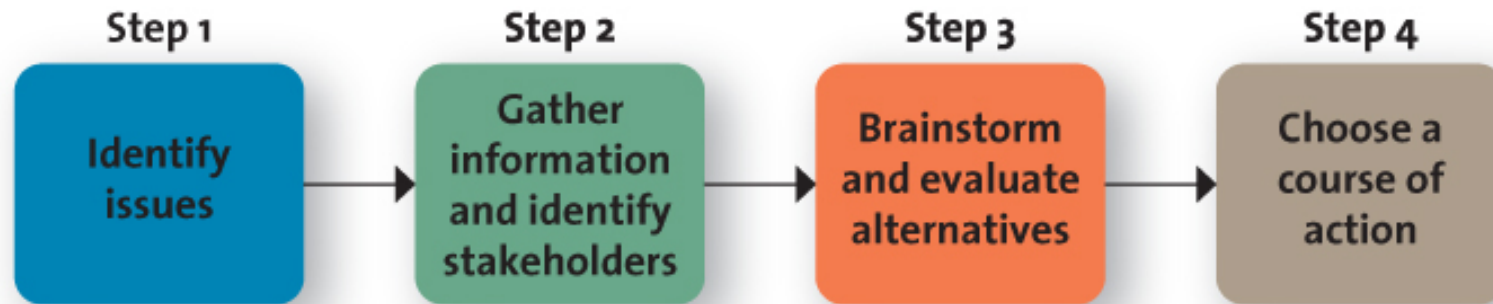 Step 1
Identify
issues
Step 2
Gather
information
and identify
stakeholders
Step 3
Brainstorm
and evaluate
alternatives
Step 4
Choose a
course of
action